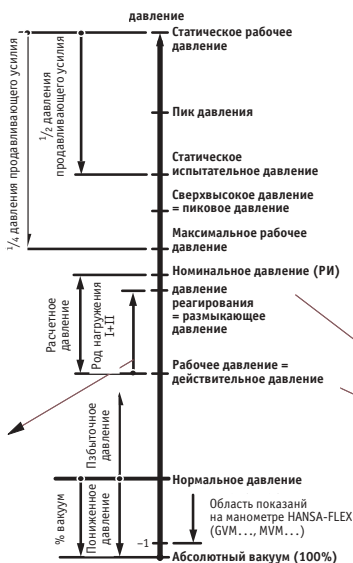 давление
Статическое рабочее
давление
Пик давления
Статическое
испытательное давление
Сверхвысокое давление
= пиковое давление
Максимальное рабочее
давление
Номинальное давление (РИ)
давление
реагирования
= размыкающее
давление
Рабочее давление =
действительное давление
Нормальное давление
Область показаний
на манометре HANSA-FLEX
(GVM..., MVM...)
–1
Абсолютный вакуум (100%)
1/4 давления продавливающего усилия
1/2 давления
продавливающего усилия
Расчетное
давление
Род нагружения
I+II
Пзбыточное
давление
% вакуум
Пониженное
давление